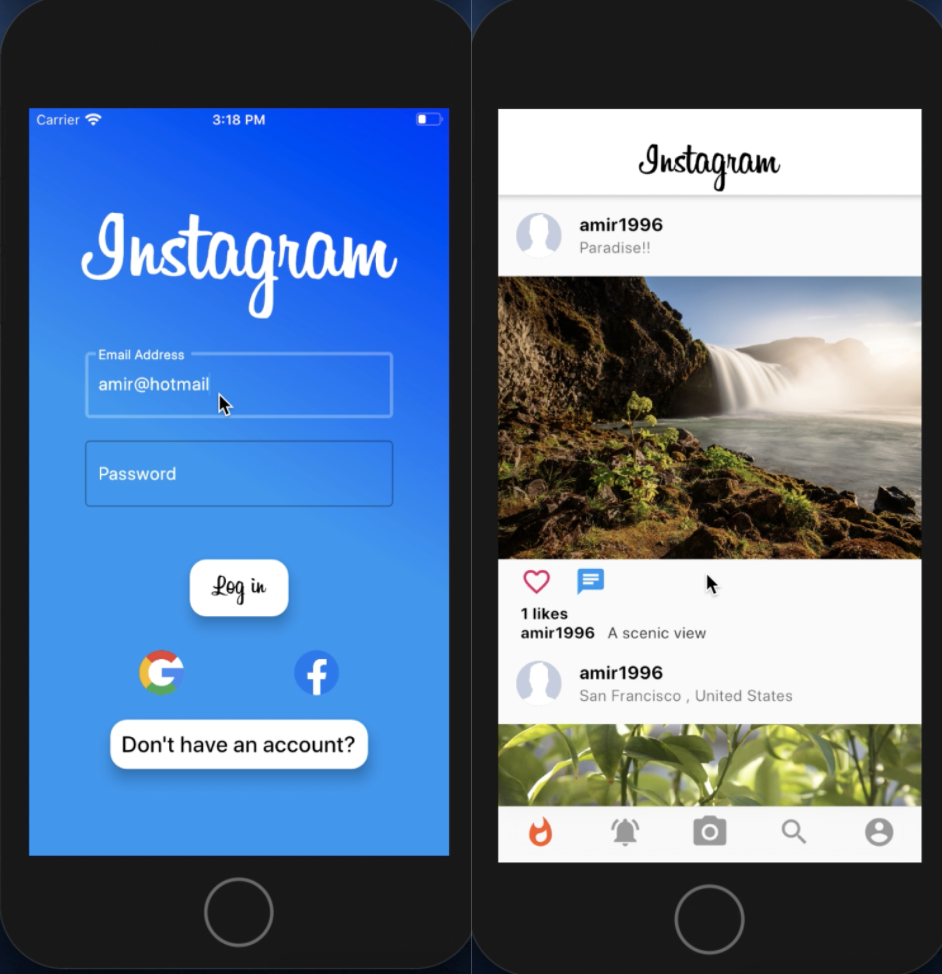 Carrier
3:18 PM
Instagram
Email Address
amir@hotmail
Password
Log in
Don't have an account?
Instagram
amir1996
Paradise!!
1 likes
amir1996 A scenic view
amir1996
San Francisco , United States